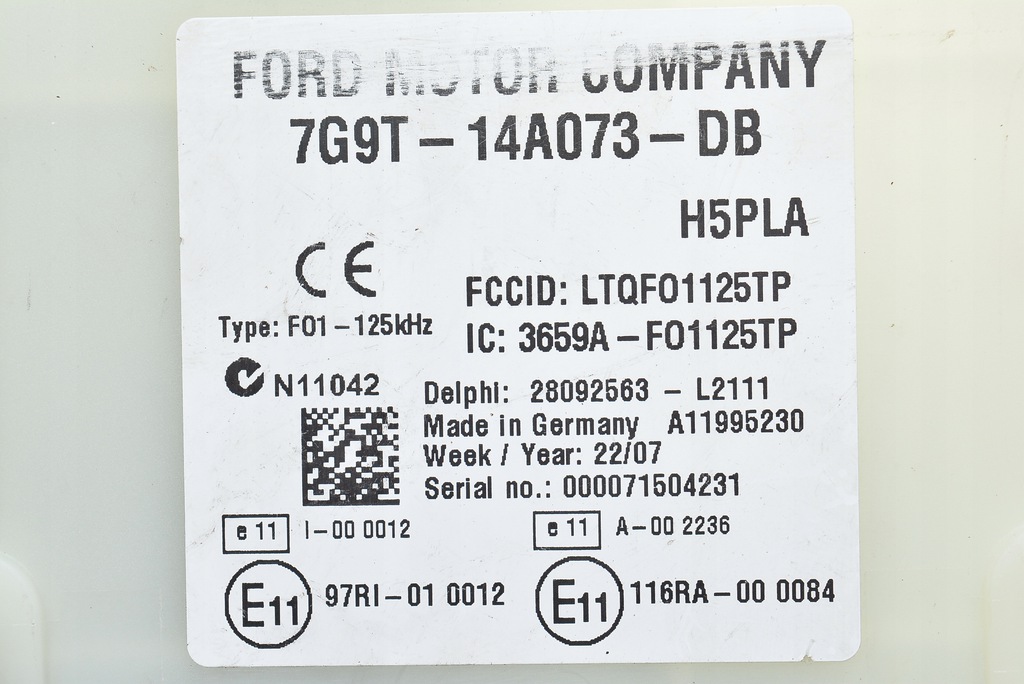 FORD MOTOR COMPANY
7G9T-14A073-DB
H5PLA
CE
FCCID: LTQFO1125TP
Type: FO1-125kHz
IC: 3659A-FO1125TP
N11042
Delphi: 28092563 - L2111
Made in Germany A11995230
Week / Year: 22/07
Serial no.: 000071504231
e 11 I-00 0012
e 11 A-00 2236
E11 97RI-01 0012
E11 116RA-00 0084